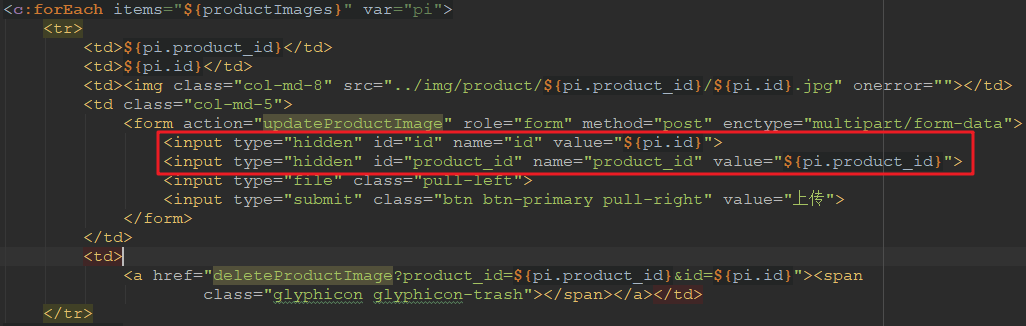 <c:forEach items="${productImages}" var="pi">
<tr>
<td>${pi.product_id}</td>
<td>${pi.id}</td>
<td><img class="col-md-8" src="../img/product/${pi.product_id}/${pi.id}.jpg" onerror=""></td>
<td class="col-md-5">
<form action="updateProductImage" role="form" method="post" enctype="multipart/form-data">
<input type="hidden" id="id" name="id" value="${pi.id}">
<input type="hidden" id="product_id" name="product_id" value="${pi.product_id}">
<input type="file" class="pull-left">
<input type="submit" class="btn btn-primary pull-right" value="上传">
</form>
</td>
<td>
<a href="deleteProductImage?product_id=${pi.product_id}&id=${pi.id}"><span
class="glyphicon glyphicon-trash"></span></a></td>
</tr>